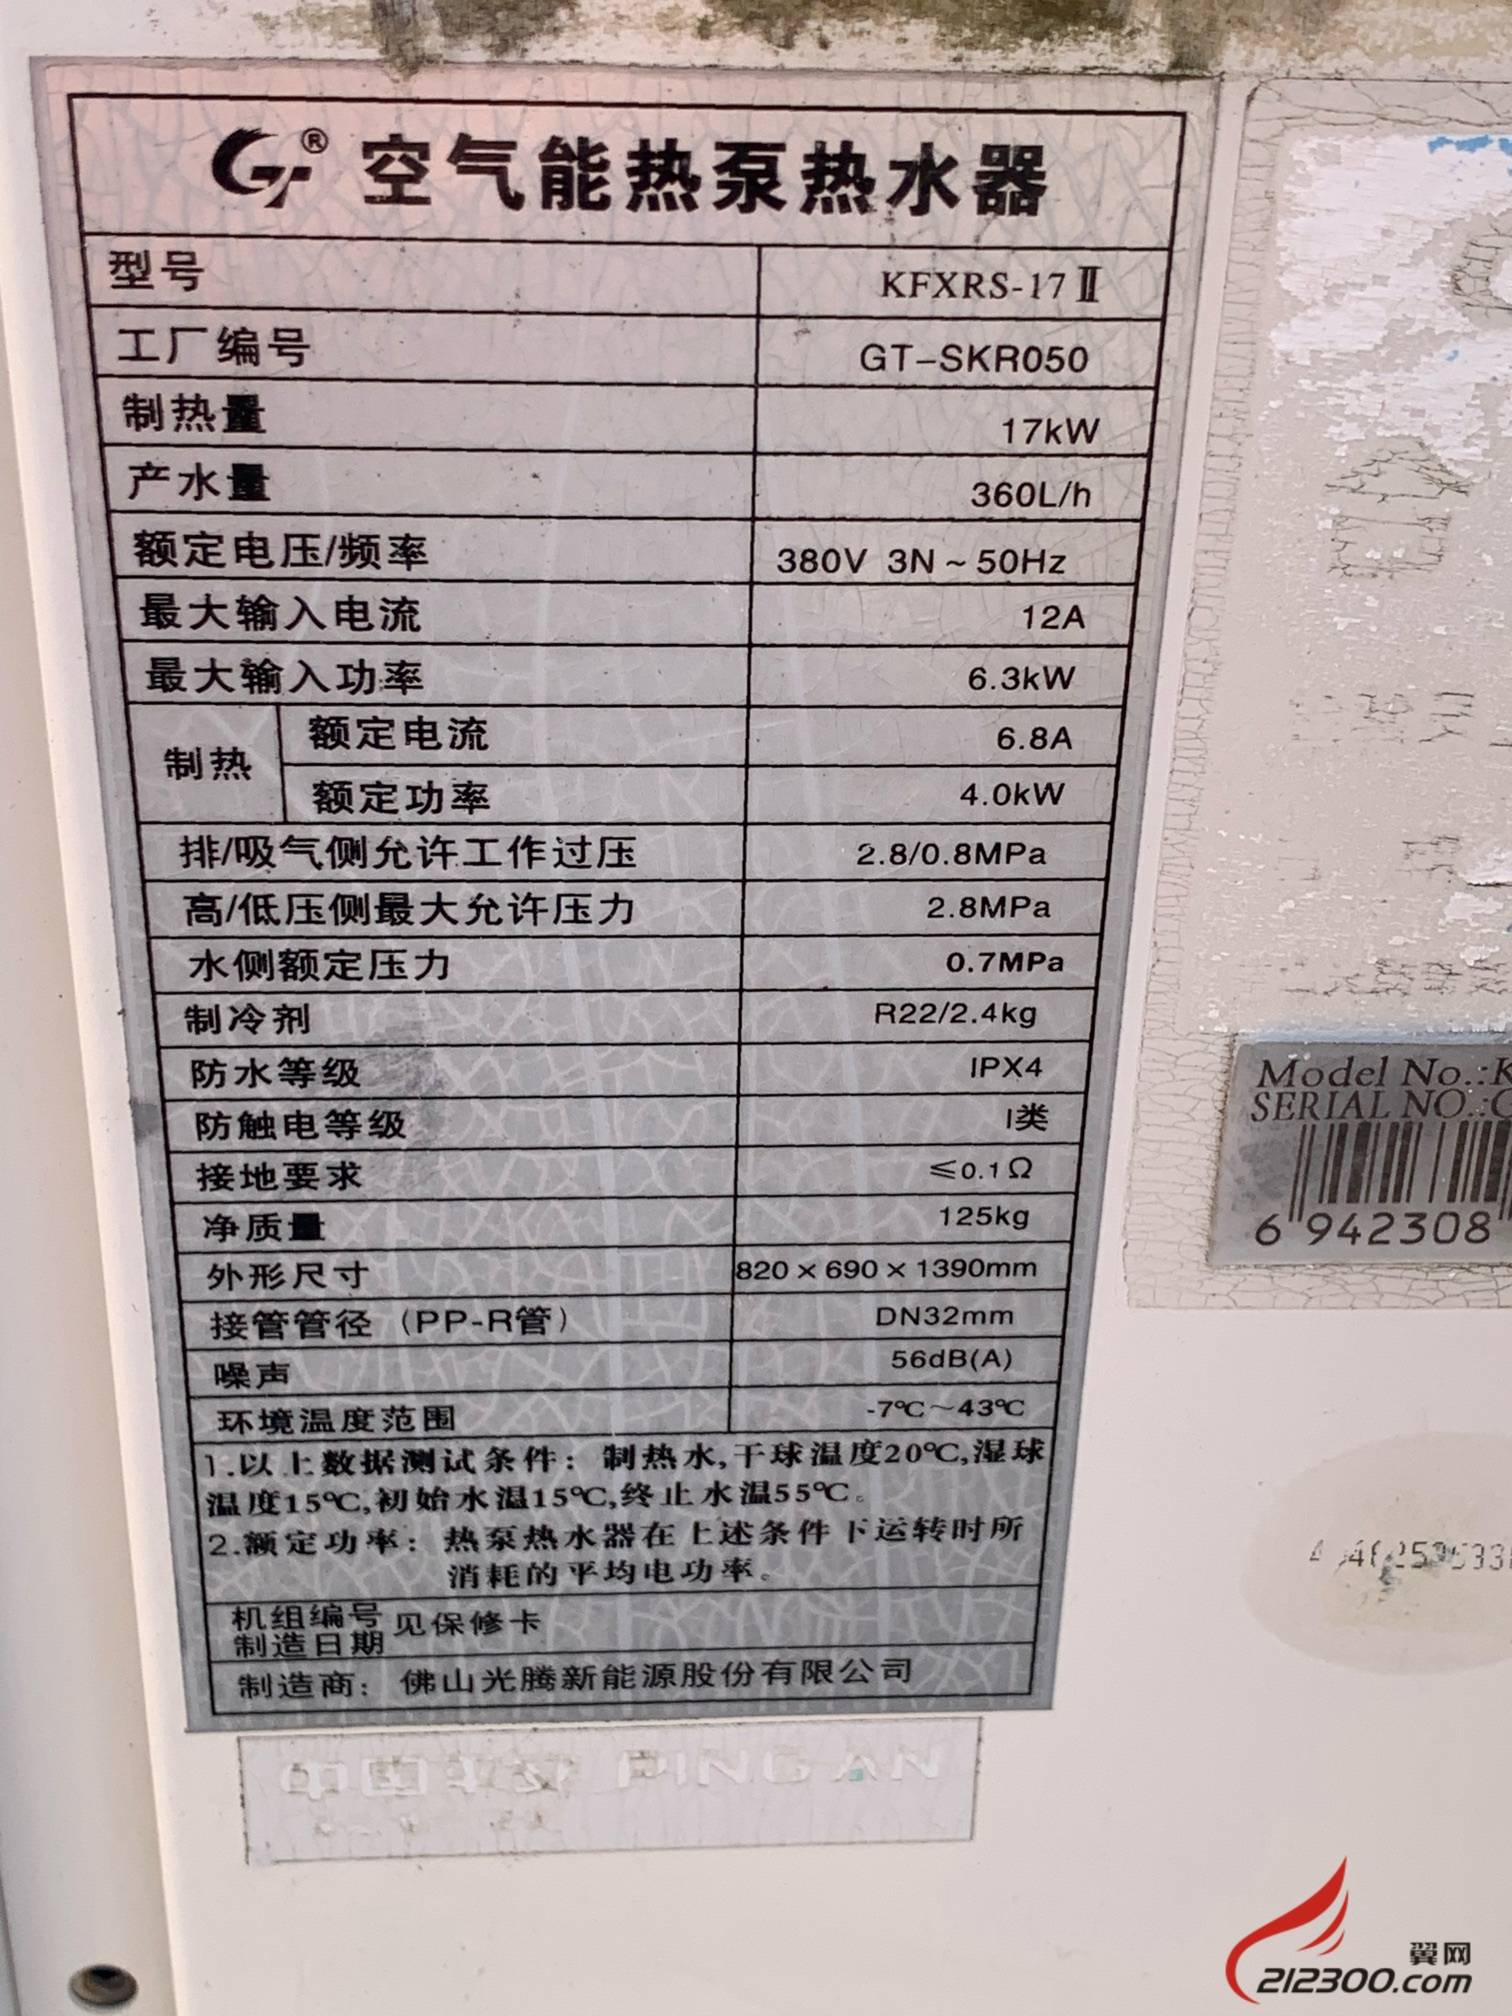 GT® 空气能热泵热水器
型号 KFXRS-17 Ⅱ
工厂编号 GT-SKR050
制热量 17kW
产水量 360L/h
额定电压/频率 380V 3N～50Hz
最大输入电流 12A
最大输入功率 6.3kW
制热 额定电流 6.8A
额定功率 4.0kW
排/吸气侧允许工作过压 2.8/0.8MPa
高/低压侧最大允许压力 2.8MPa
水侧额定压力 0.7MPa
制冷剂 R22/2.4kg
防水等级 IPX4
防触电等级 I类
接地要求 ≤0.1Ω
净质量 125kg
外形尺寸 820×690×1390mm
接管管径（PP-R管） DN32mm
噪声 56dB(A)
环境温度范围 -7℃～43℃
1.以上数据测试条件：制热水,干球温度20℃,湿球
温度15℃,初始水温15℃,终止水温55℃。
2.额定功率：热泵热水器在上述条件下运转时所
消耗的平均电功率。
机组编号
制造日期 见保修卡
制造商：佛山光腾新能源股份有限公司
Model No.:K
SERIAL NO.:G
6 942308
翼网
212300.com